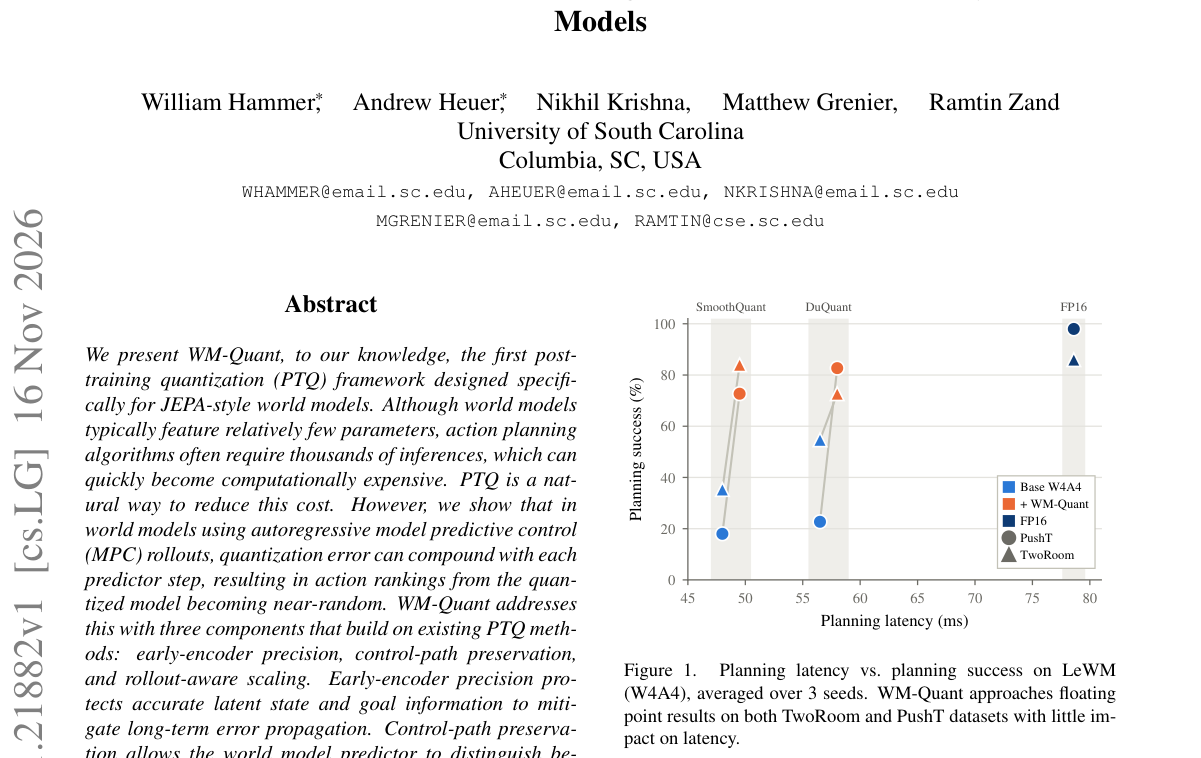 Models
William Hammer,* Andrew Heuer,* Nikhil Krishna, Matthew Grenier, Ramtin Zand
University of South Carolina
Columbia, SC, USA
WHAMMER@email.sc.edu, AHEUER@email.sc.edu, NKRISHNA@email.sc.edu
MGRENIER@email.sc.edu, RAMTIN@cse.sc.edu
.21882v1 [cs.LG] 16 Nov 2026
Abstract
We present WM-Quant, to our knowledge, the first post-
training quantization (PTQ) framework designed specifi-
cally for JEPA-style world models. Although world models
typically feature relatively few parameters, action planning
algorithms often require thousands of inferences, which can
quickly become computationally expensive. PTQ is a nat-
ural way to reduce this cost. However, we show that in
world models using autoregressive model predictive control
(MPC) rollouts, quantization error can compound with each
predictor step, resulting in action rankings from the quan-
tized model becoming near-random. WM-Quant addresses
this with three components that build on existing PTQ meth-
ods: early-encoder precision, control-path preservation,
and rollout-aware scaling. Early-encoder precision pro-
tects accurate latent state and goal information to miti-
gate long-term error propagation. Control-path preserva-
tion allows the world model predictor to distinguish be-
SmoothQuant DuQuant FP16
Planning success (%)
100
80
60
40
20
0
45 50 55 60 65 70 75 80
Planning latency (ms)
Base W4A4
+ WM-Quant
FP16
PushT
TwoRoom
Figure 1. Planning latency vs. planning success on LeWM
(W4A4), averaged over 3 seeds. WM-Quant approaches floating
point results on both TwoRoom and PushT datasets with little im-
pact on latency.